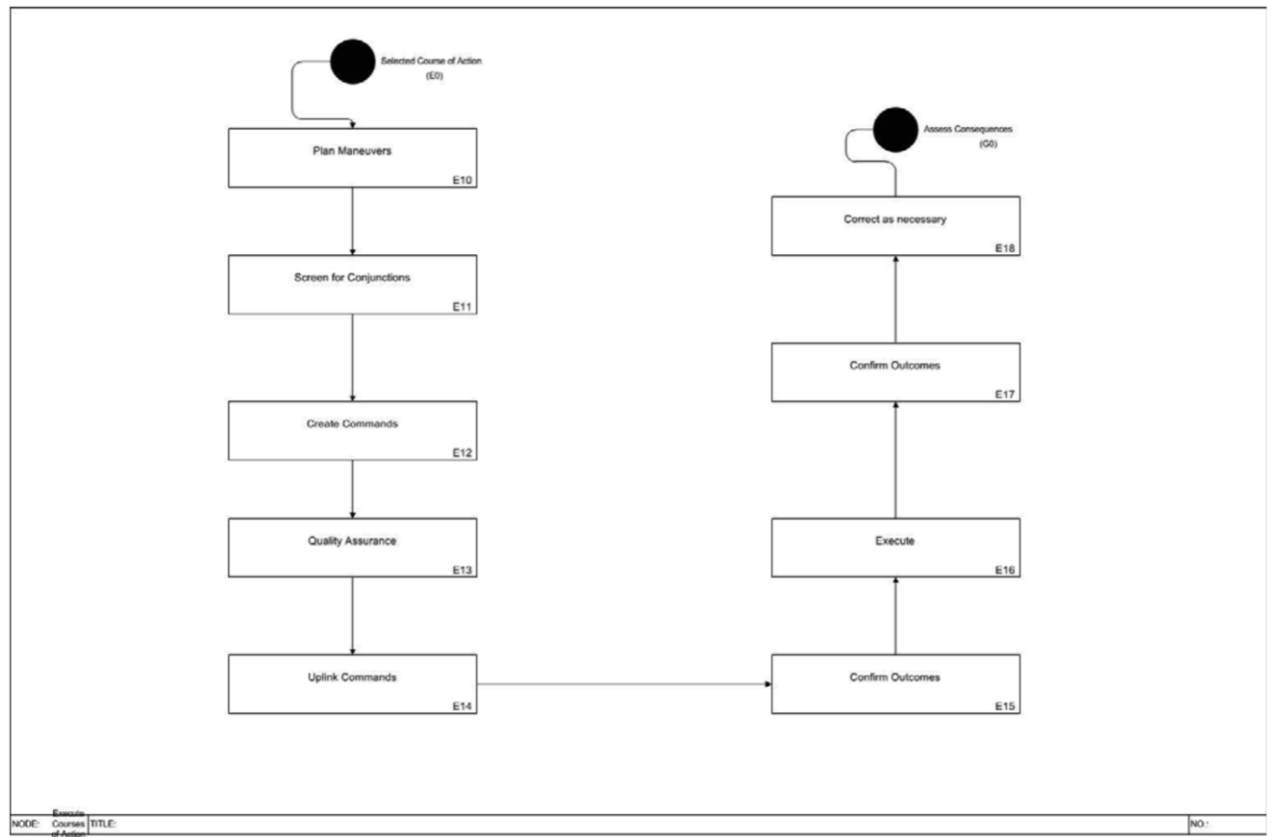 Selected Course of Action
(E0)
Plan Maneuvers
E10
Screen for Conjunctions
E11
Create Commands
E12
Quality Assurance
E13
Uplink Commands
E14
Assess Consequences
(G0)
Correct as necessary
E18
Confirm Outcomes
E17
Execute
E16
Confirm Outcomes
E15
NODE:
Execute
Courses
of Action
TITLE:
NO.: